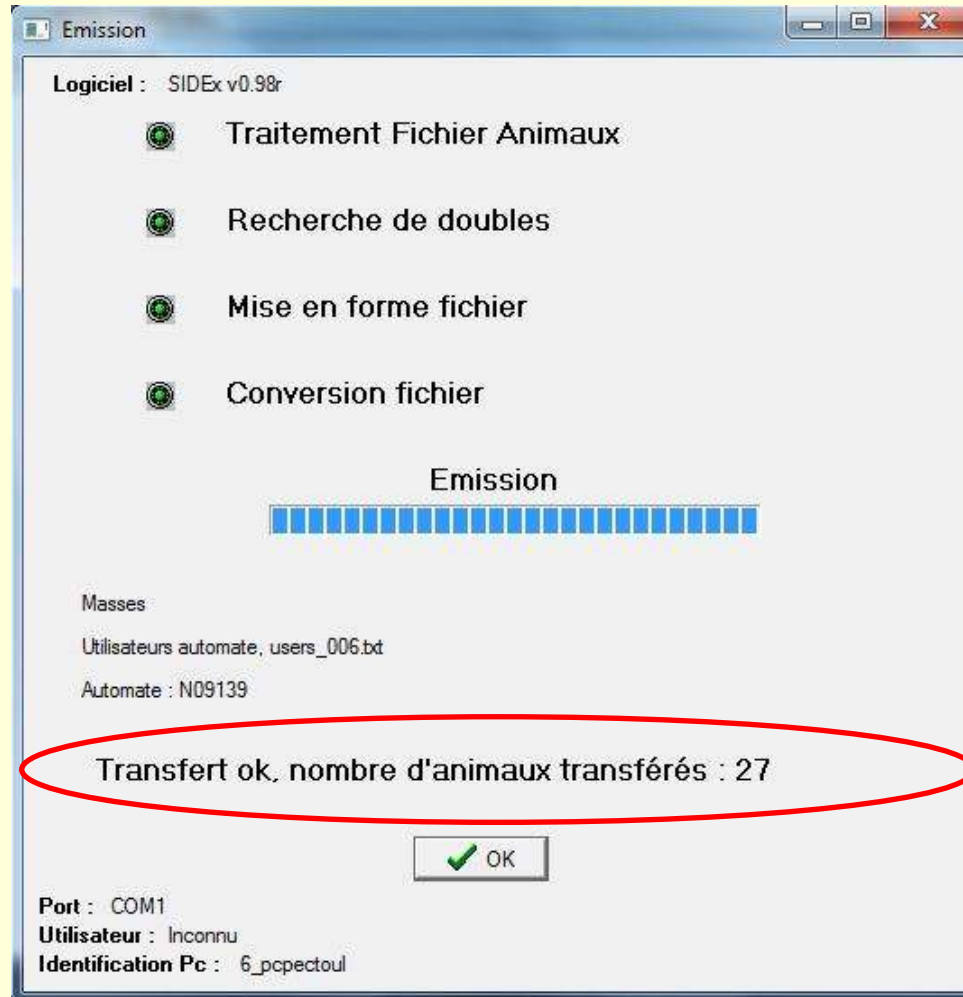 Emission
Logiciel : SIDEx v0.98r
Traitement Fichier Animaux
Recherche de doubles
Mise en forme fichier
Conversion fichier
Emission
Masses
Utilisateurs automate, users_006.txt
Automate : N09139
Transfert ok, nombre d'animaux transférés : 27
OK
Port : COM1
Utilisateur : Inconnu
Identification Pc : 6_pcpectoul